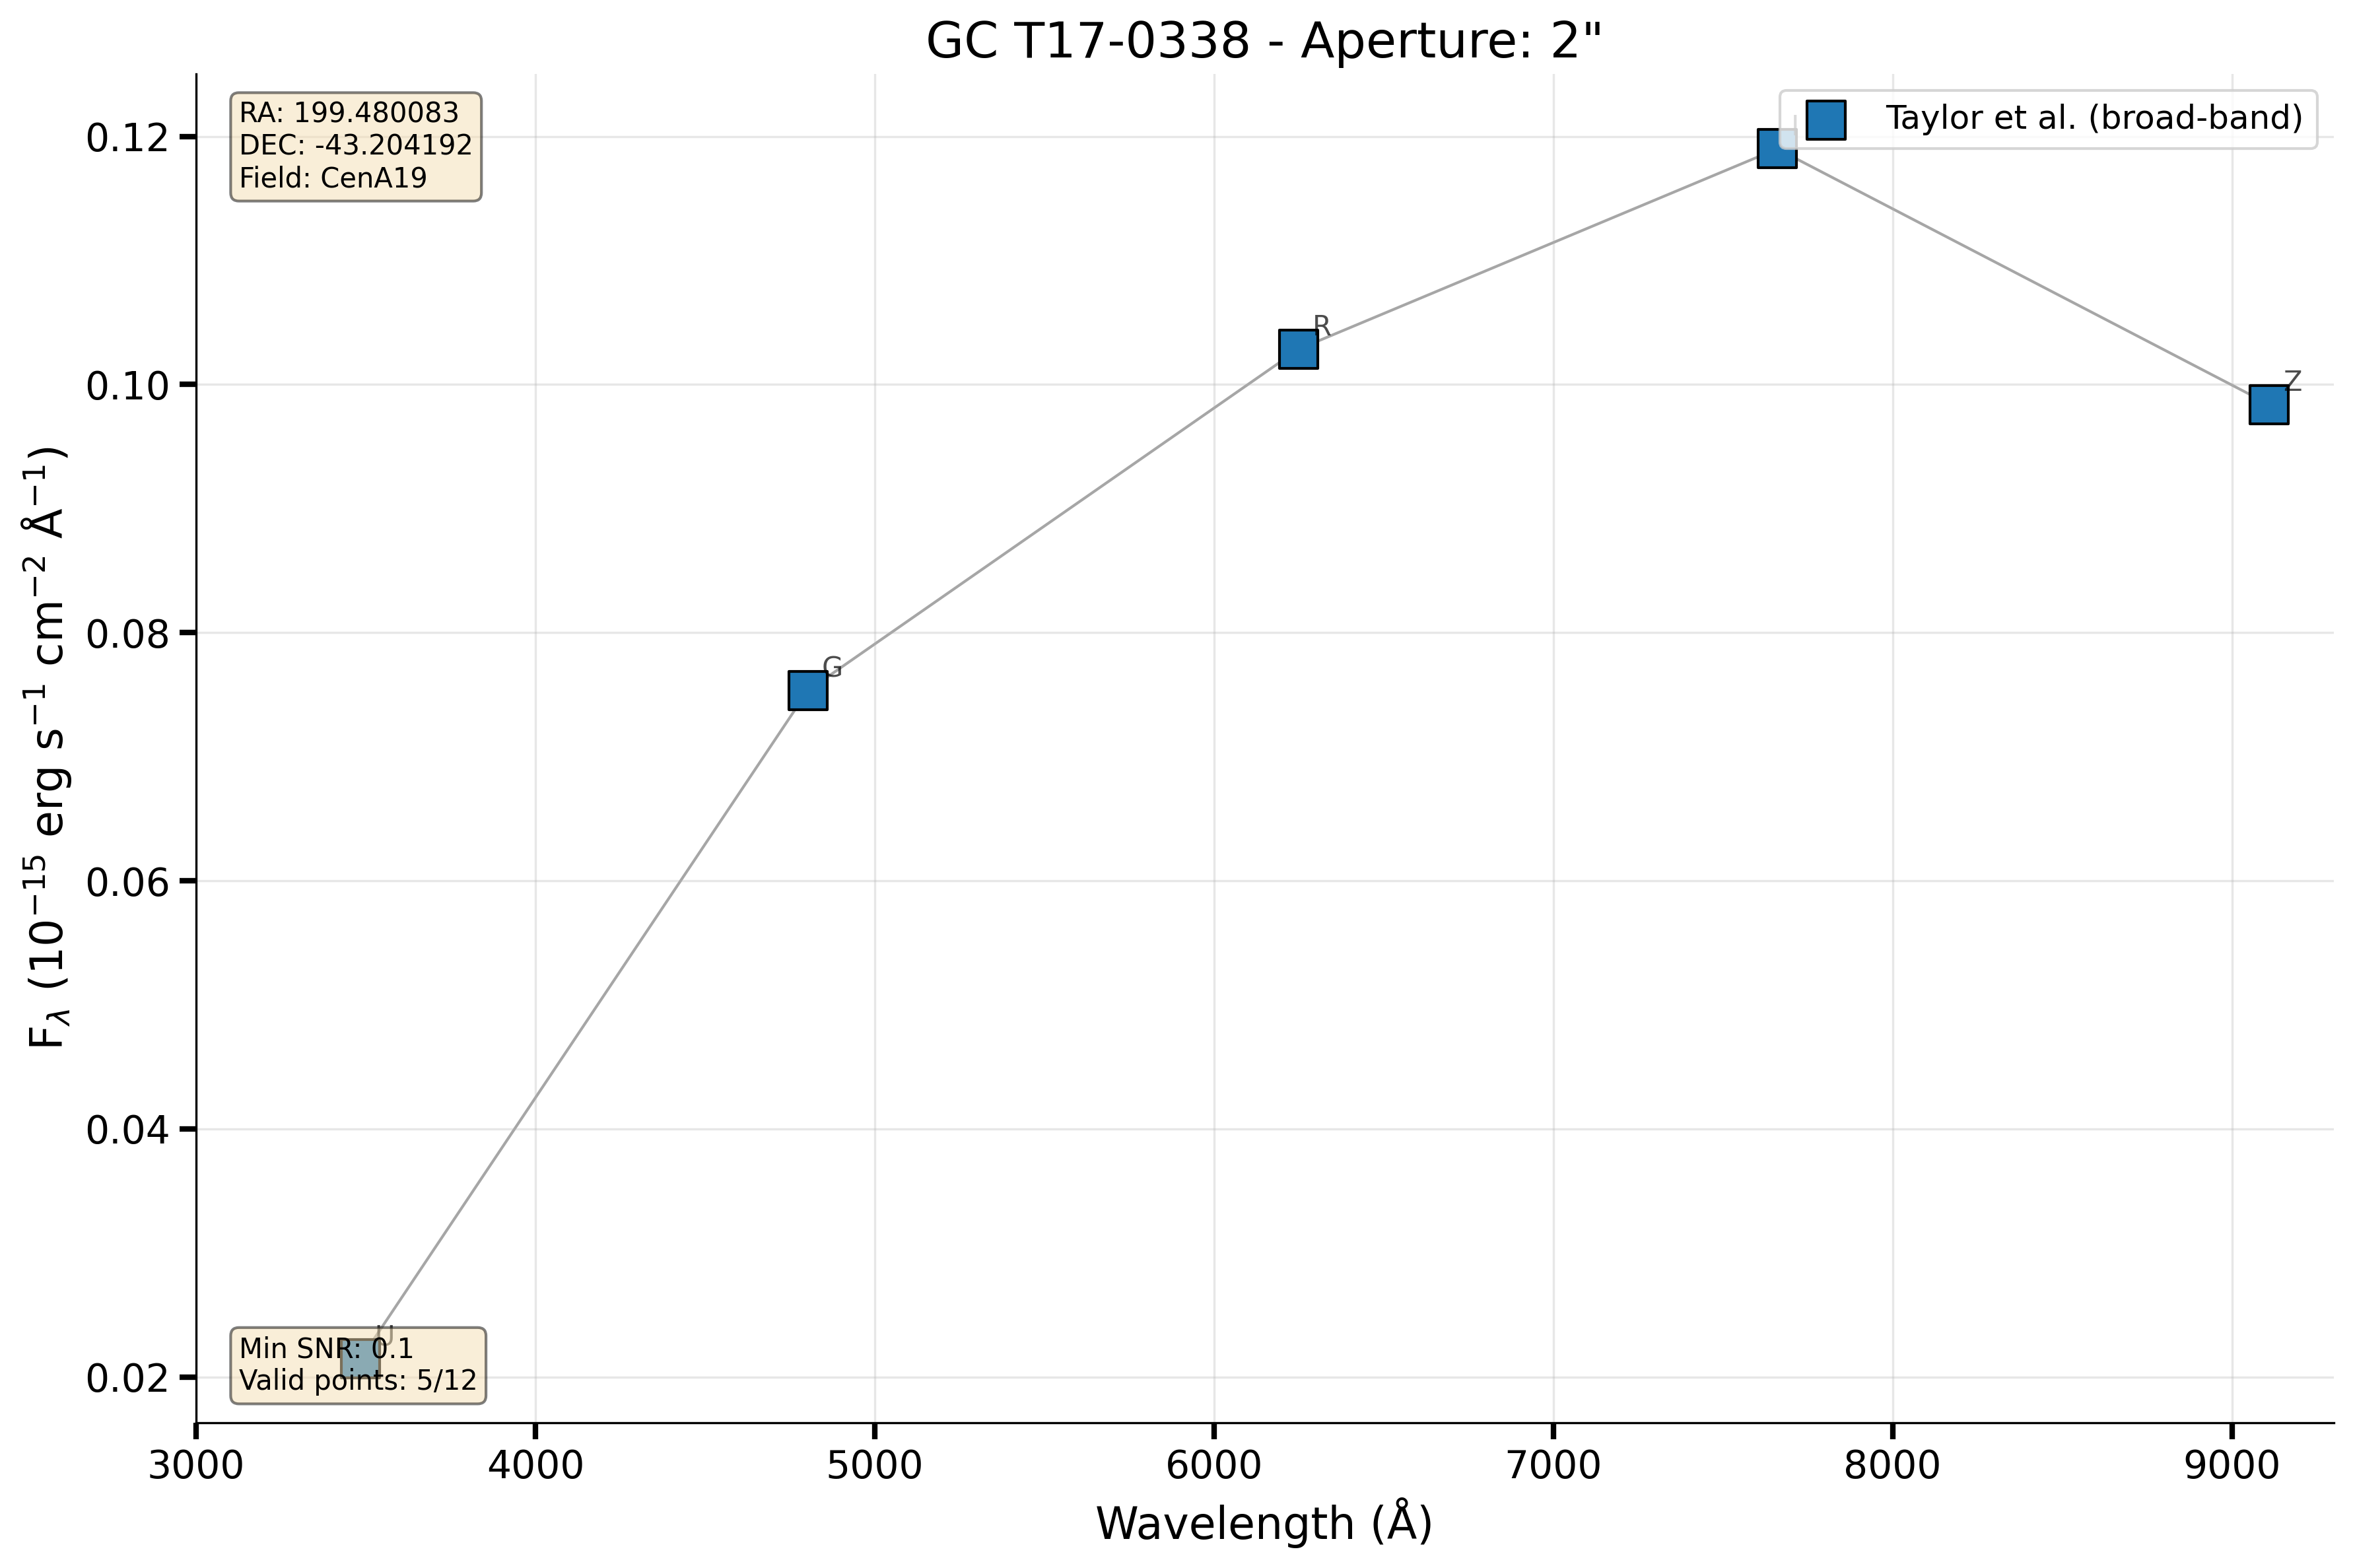 GC T17-0338 - Aperture: 2"
RA: 199.480083
DEC: -43.204192
Field: CenA19
Taylor et al. (broad-band)
I
R
Z
G
U
Min SNR: 0.1
Valid points: 5/12
0.12
0.10
0.08
0.06
0.04
0.02
F_λ (10⁻¹⁵ erg s⁻¹ cm⁻² Å⁻¹)
3000 4000 5000 6000 7000 8000 9000
Wavelength (Å)